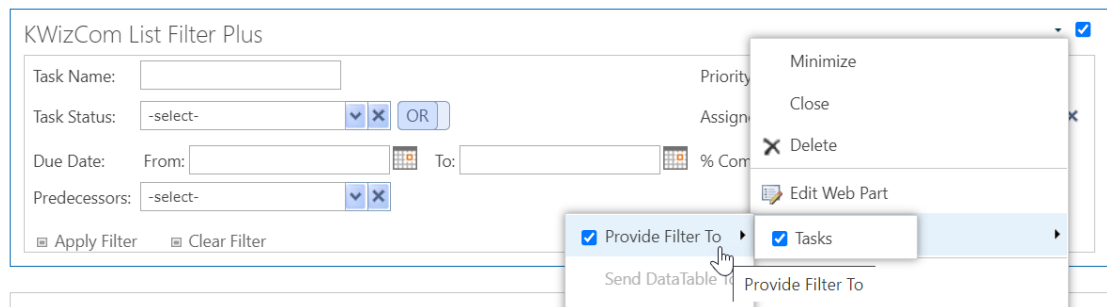 KWizCom List Filter Plus
Task Name:
Priority
Task Status: -select- OR
Assign
Due Date: From: To: % Com
Predecessors: -select-
Apply Filter Clear Filter
Minimize
Close
Delete
Edit Web Part
Provide Filter To
Tasks
Send DataTable To
Provide Filter To